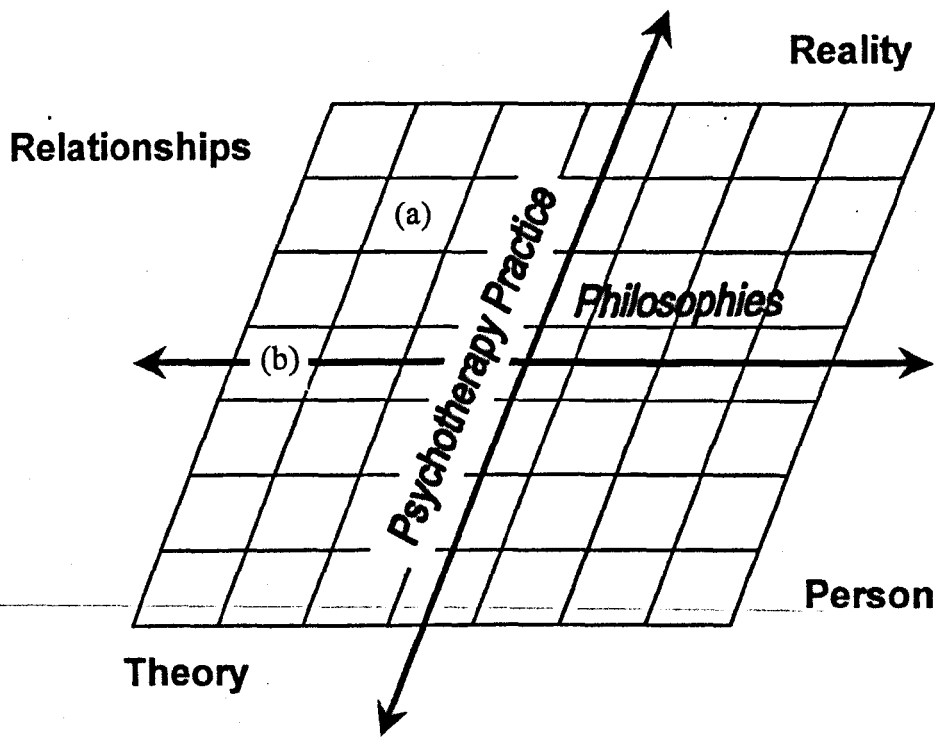 Reality
Relationships
(a)
Psychotherapy Practice
Philosophies
(b)
Person
Theory